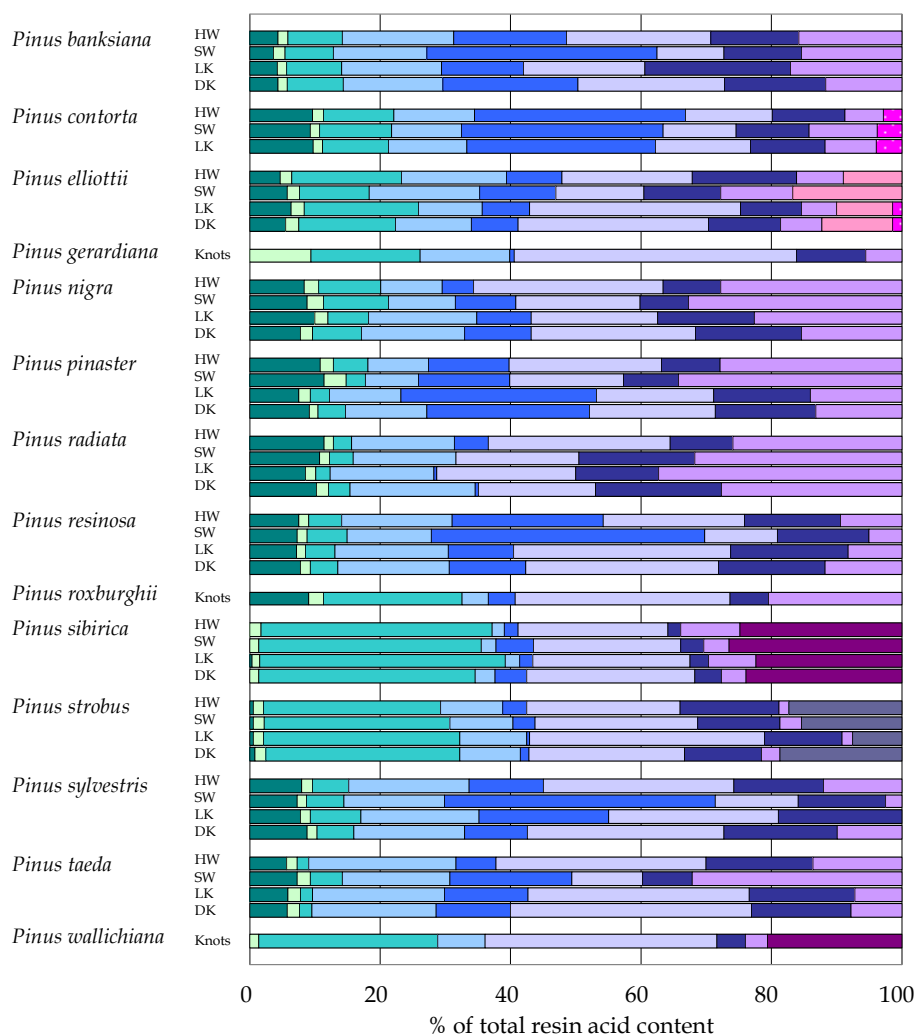 Pinus banksiana HW
SW
LK
DK
Pinus contorta HW
SW
LK
Pinus elliottii HW
SW
LK
DK
Pinus gerardiana Knots
Pinus nigra HW
SW
LK
DK
Pinus pinaster HW
SW
LK
DK
Pinus radiata HW
SW
LK
DK
Pinus resinosa HW
SW
LK
DK
Pinus roxburghii Knots
Pinus sibirica HW
SW
LK
DK
Pinus strobus HW
SW
LK
DK
Pinus sylvestris HW
SW
LK
DK
Pinus taeda HW
SW
LK
DK
Pinus wallichiana Knots
0 20 40 60 80 100
% of total resin acid content